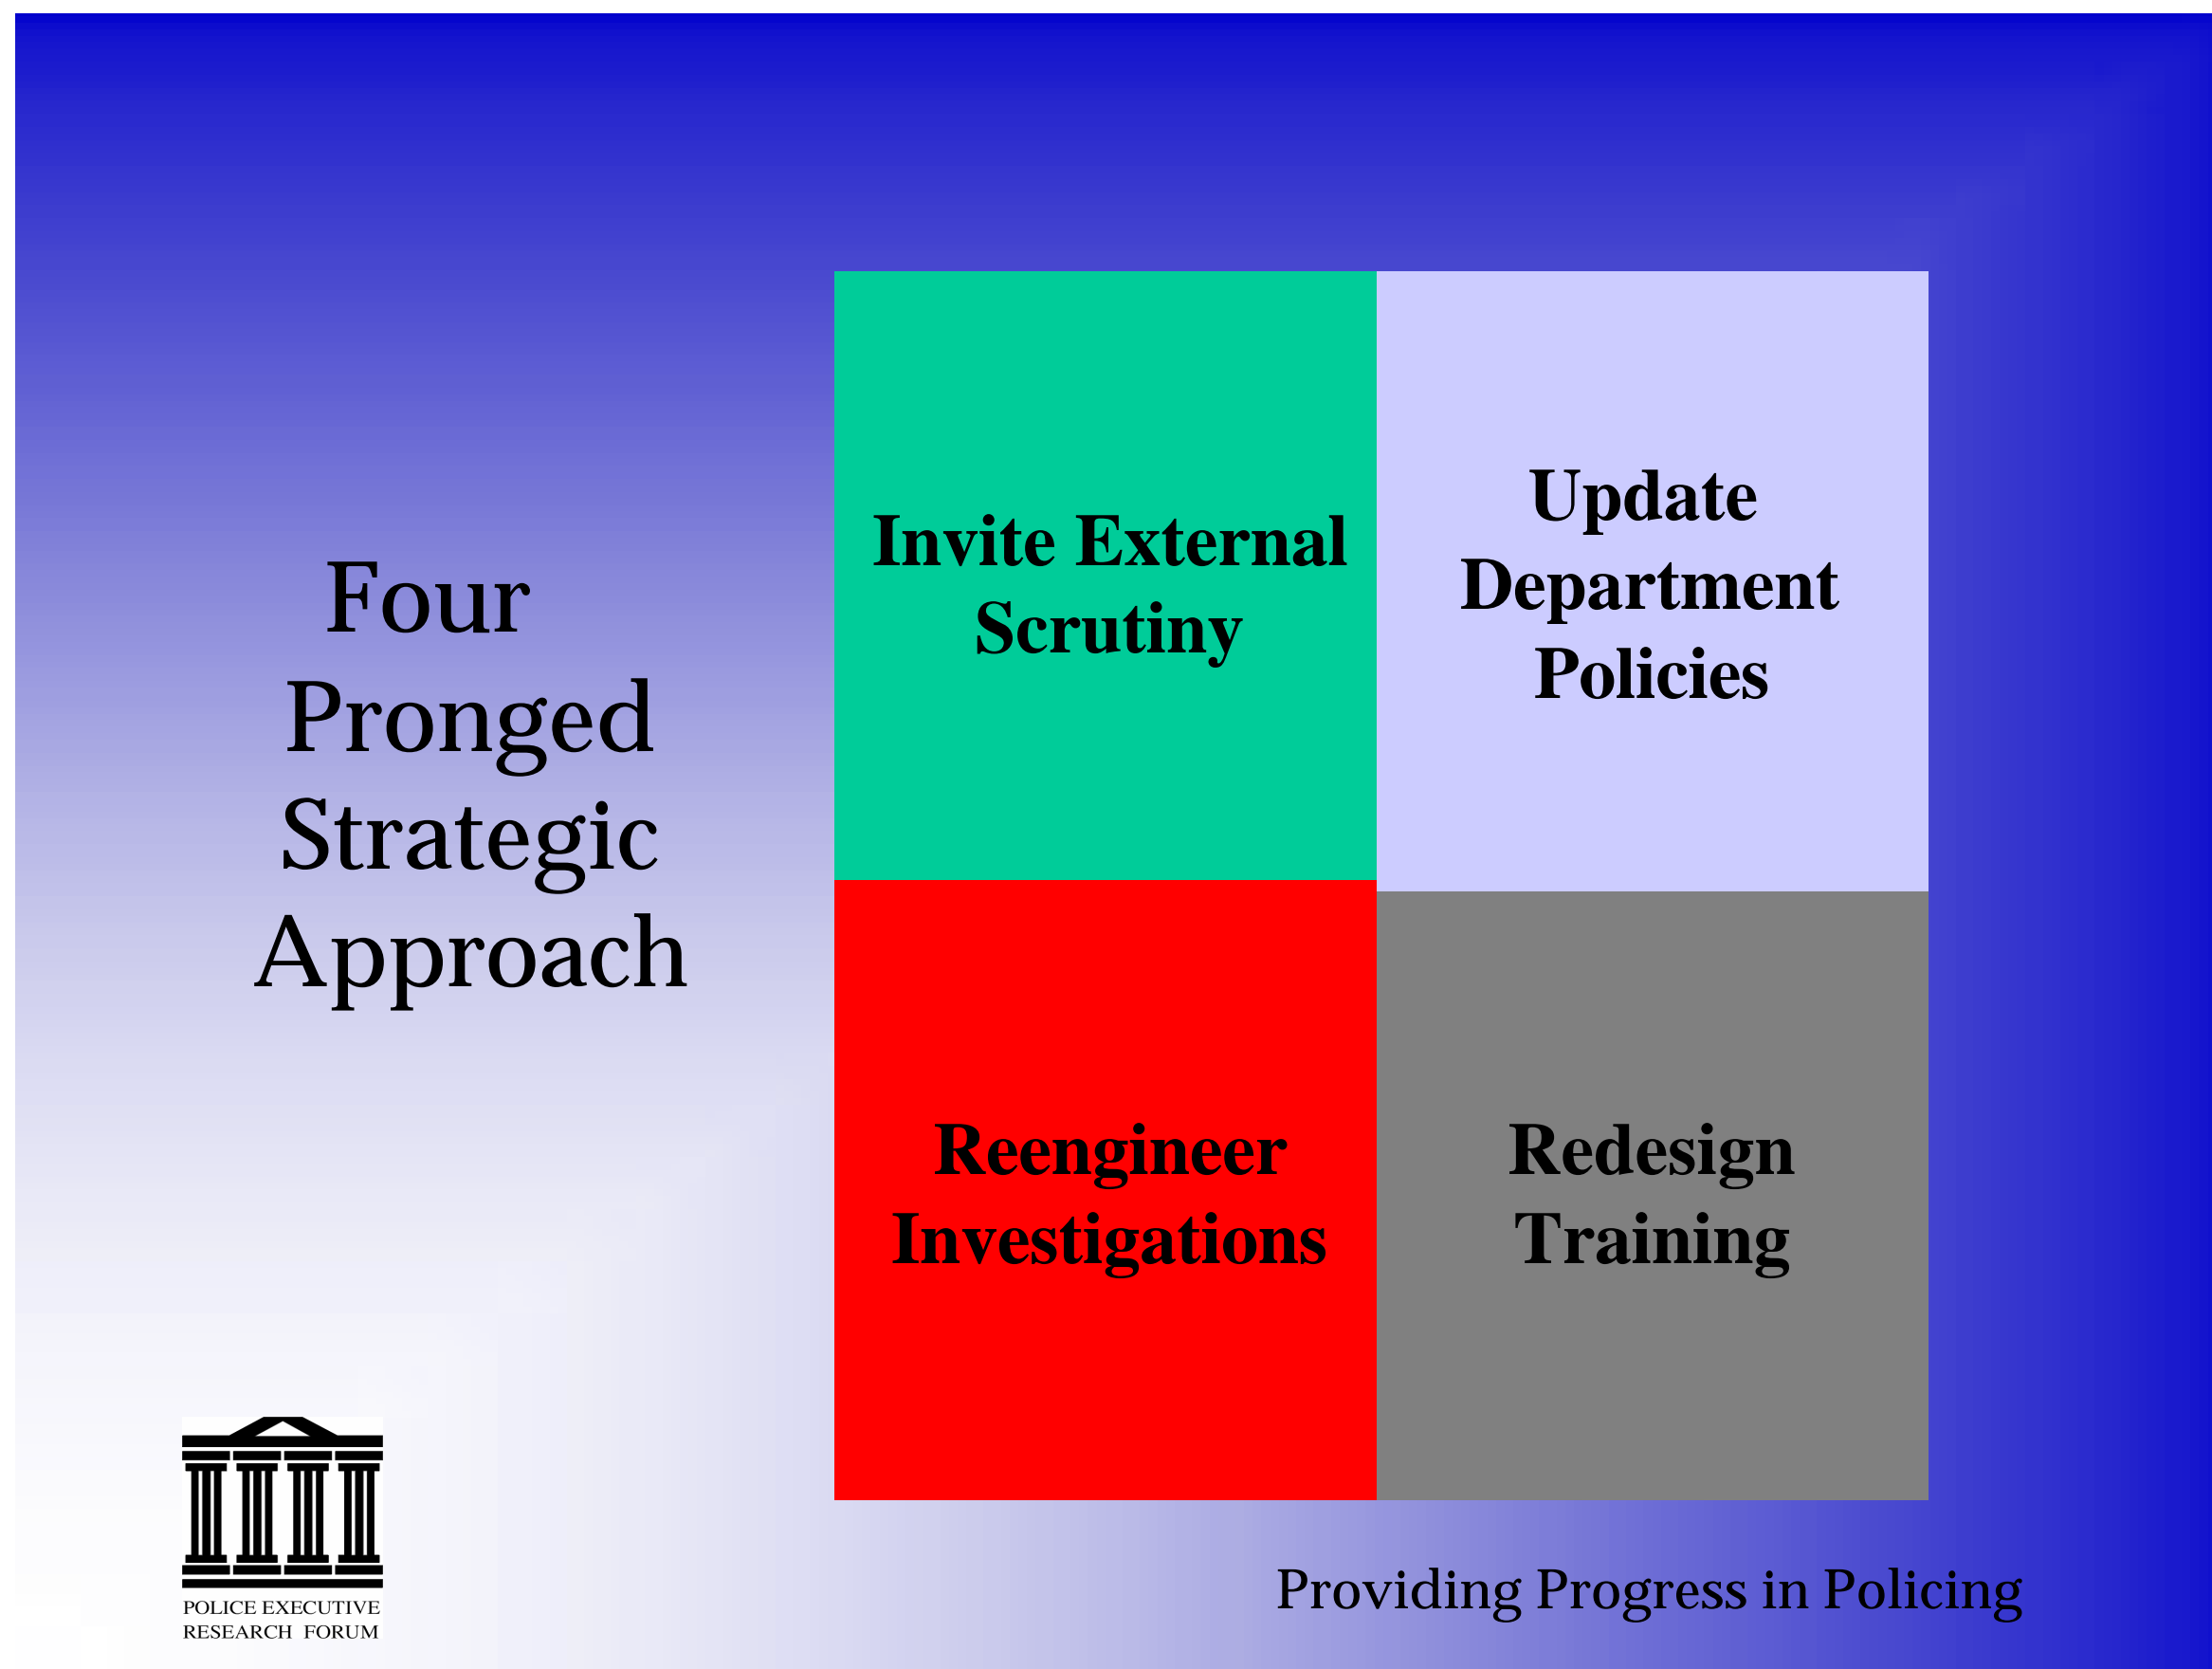 Four
Pronged
Strategic
Approach
Invite External
Scrutiny
Update
Department
Policies
Reengineer
Investigations
Redesign
Training
POLICE EXECUTIVE
RESEARCH FORUM
Providing Progress in Policing